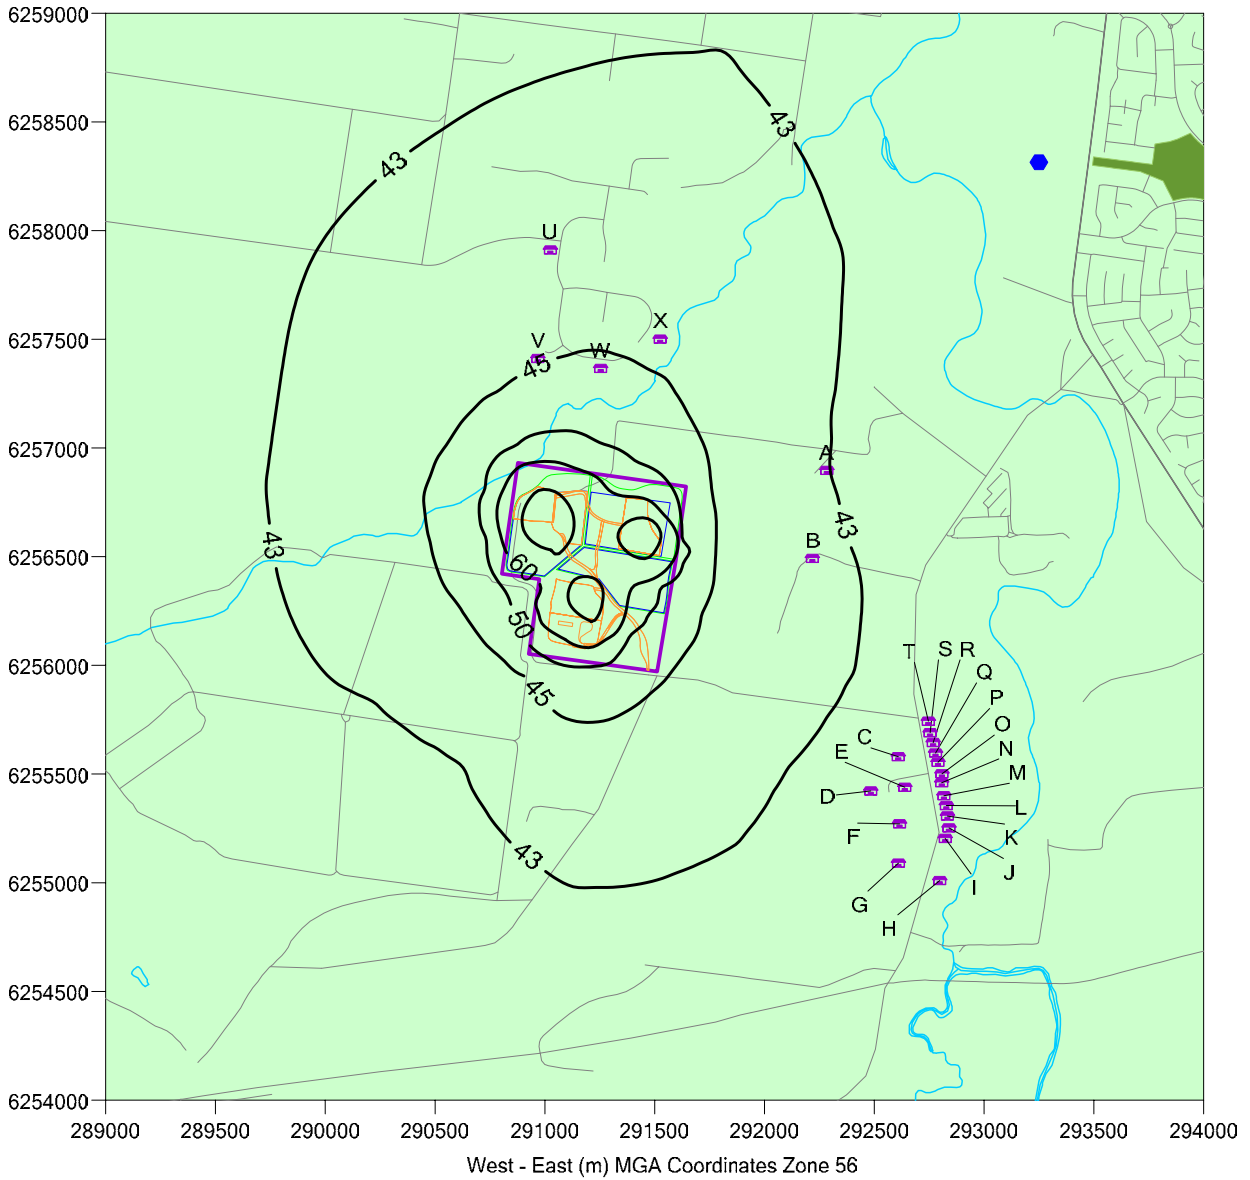 6259000
43
6258500
43
6258000
U
6257500
X
V
W
45
6257000
A
43
43
6256500
B
60
50
6256000
T
S
R
Q
45
P
O
C
N
E
M
6255500
D
L
F
K
43
J
6255000
I
G
H
6254500
6254000
289000 289500 290000 290500 291000 291500 292000 292500 293000 293500 294000
West - East (m) MGA Coordinates Zone 56